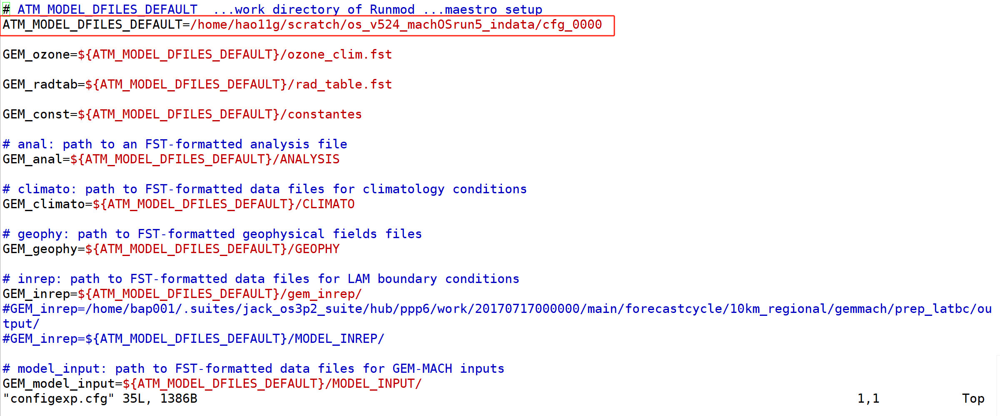 # ATM_MODEL_DFILES_DEFAULT  ...work directory of Runmod ...maestro setup
ATM_MODEL_DFILES_DEFAULT=/home/hao11g/scratch/os_v524_machOSrun5_indata/cfg_0000
GEM_ozone=${ATM_MODEL_DFILES_DEFAULT}/ozone_clim.fst
GEM_radtab=${ATM_MODEL_DFILES_DEFAULT}/rad_table.fst
GEM_const=${ATM_MODEL_DFILES_DEFAULT}/constantes
# anal: path to an FST-formatted analysis file
GEM_anal=${ATM_MODEL_DFILES_DEFAULT}/ANALYSIS
# climato: path to FST-formatted data files for climatology conditions
GEM_climato=${ATM_MODEL_DFILES_DEFAULT}/CLIMATO
# geophy: path to FST-formatted geophysical fields files
GEM_geophy=${ATM_MODEL_DFILES_DEFAULT}/GEOPHY
# inrep: path to FST-formatted data files for LAM boundary conditions
GEM_inrep=${ATM_MODEL_DFILES_DEFAULT}/gem_inrep/
#GEM_inrep=/home/bap001/.suites/jack_os3p2_suite/hub/ppp6/work/20170717000000/main/forecastcycle/10km_regional/gemmach/prep_latbc/ou
tput/
#GEM_inrep=${ATM_MODEL_DFILES_DEFAULT}/MODEL_INREP/
# model_input: path to FST-formatted data files for GEM-MACH inputs
GEM_model_input=${ATM_MODEL_DFILES_DEFAULT}/MODEL_INPUT/
"configexp.cfg" 35L, 1386B 1,1 Top